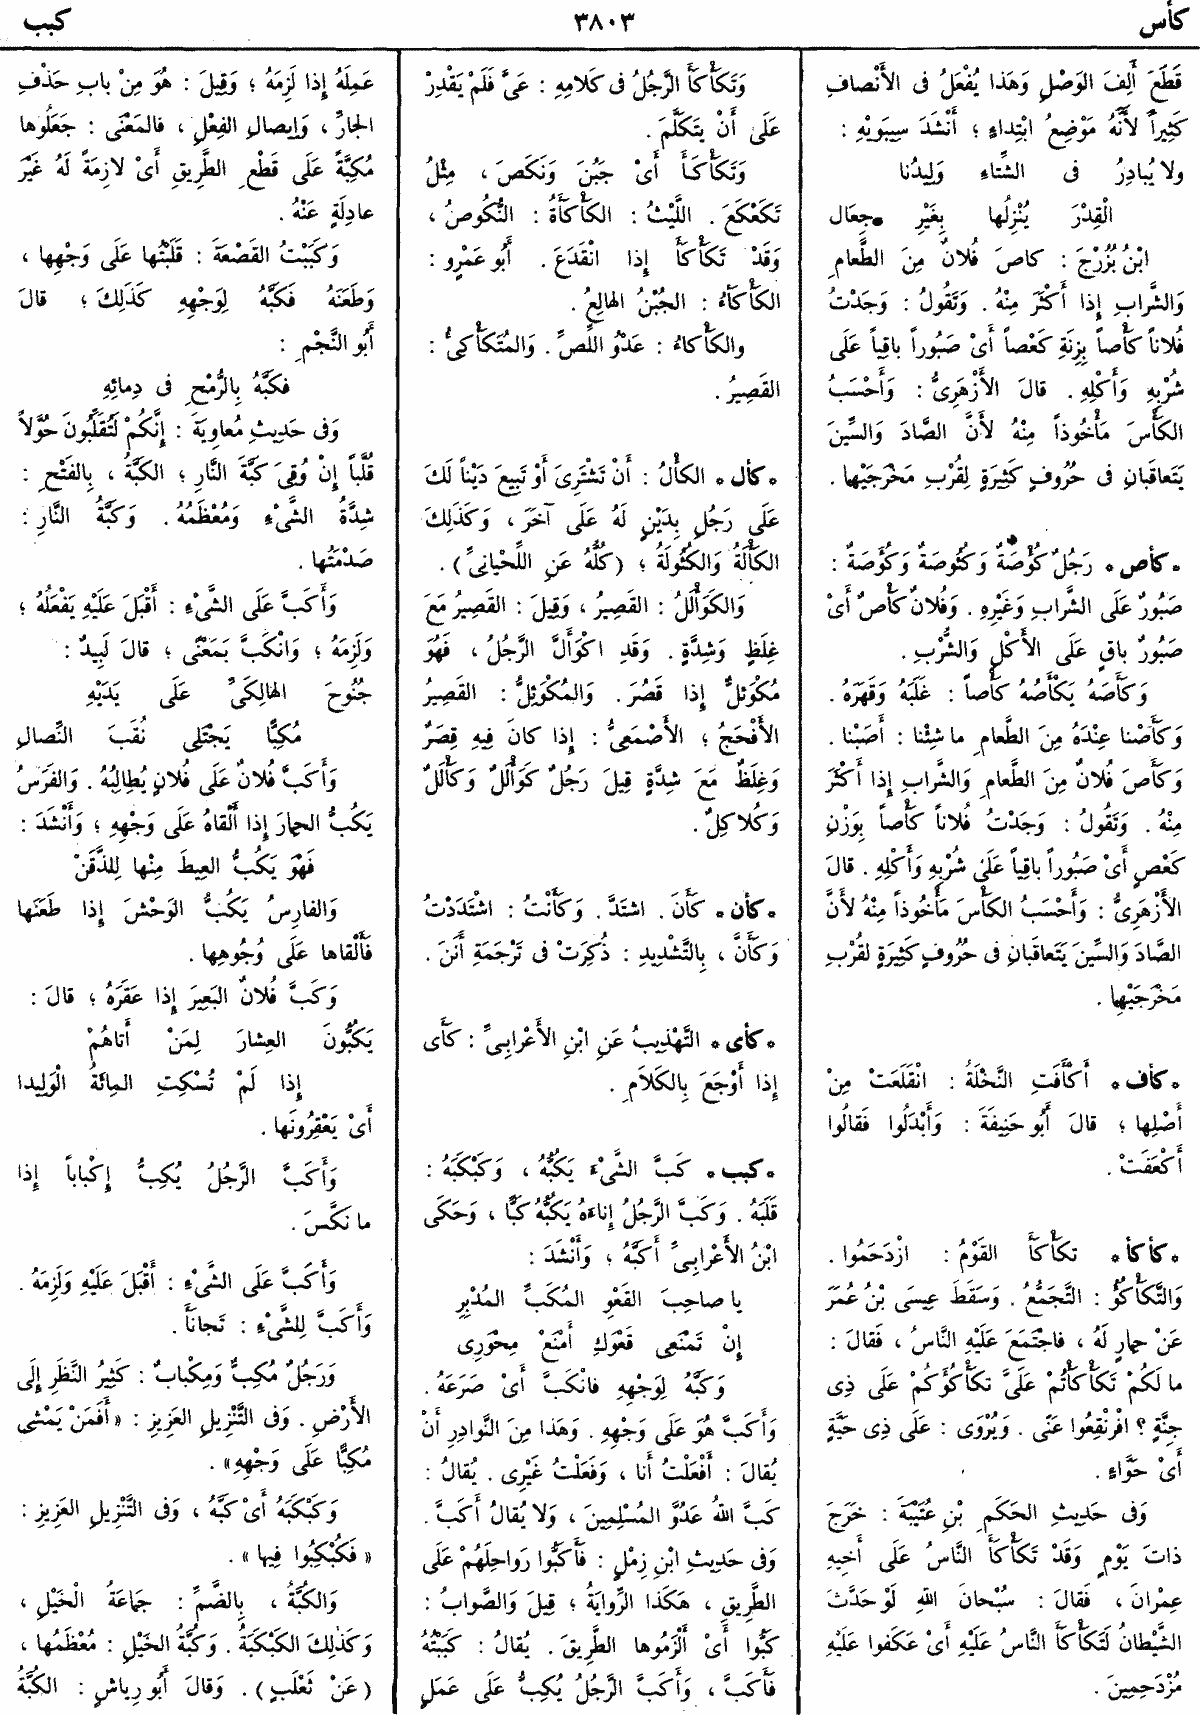 كأس
٣٨٠٣
كبب
قَطَعَ أَلِفَ الوَصْلِ وَهَذا يُفْعَلُ فى الأَنْصافِ
كَثِيراً لأَنَّهُ مَوْضِعُ ابْتِداءٍ ؛ أَنْشَدَ سِيبَوَيْهِ :
ولا يُبادِرُ فى الشِّتاءِ وَلِيدُنا
الْقِدْرَ يُنْزِلُها بِغَيْرِ جِعَال
ابْنُ بُزُرْجَ : كاصَ فُلانٌ مِنَ الطَّعامِ
وَالشَّرابِ إِذا أَكْثَرَ مِنْهُ . وَتَقُولُ : وَجَدْتُ
فُلاناً كَأْصاً بِزِنَةِ كَعْصاً أَىْ صَبُوراً باقِياً عَلَى
شُرْبِهِ وَأَكْلِهِ . قالَ الأَزْهَرِىُّ : وَأَحْسَبُ
الكَأْسَ مَأْخُوذاً مِنْهُ لأَنَّ الصَّادَ وَالسِّينَ
يَتَعاقَبانِ فى حُرُوفٍ كَثِيرَةٍ لِقُرْبِ مَخْرَجَيْها .
* كأص * رَجُلٌ كُؤْصَةٌ وَكَئُوصَةٌ وَكُؤَصَةٌ :
صَبُورٌ عَلَى الشَّرابِ وَغَيْرِهِ . وَفُلانٌ كَأْصٌ أَىْ
صَبُورٌ باقٍ عَلَى الأَكْلِ وَالشُّرْبِ .
وَكَأَصَهُ يَكْأَصُهُ كَأْصاً : غَلَبَهُ وَقَهَرَهُ .
وَكَأَصْنا عِنْدَهُ مِنَ الطَّعامِ ما شِئْنا : أَصَبْنا .
وَكَأَصَ فُلانٌ مِنَ الطَّعامِ وَالشَّرابِ إِذا أَكْثَرَ
مِنْهُ . وَتَقُولُ : وَجَدْتُ فُلاناً كَأْصاً بِوَزْنِ
كَعْصٍ أَىْ صَبُوراً باقِياً عَلَى شُرْبِهِ وَأَكْلِهِ . قالَ
الأَزْهَرِىُّ : وَأَحْسَبُ الكَأْسَ مَأْخُوذاً مِنْهُ لأَنَّ
الصَّادَ وَالسِّينَ يَتَعاقَبانِ فى حُرُوفٍ كَثِيرَةٍ لِقُرْبِ
مَخْرَجَيْها .
* كأف * أَكْأَفَتِ النَّخْلَةُ : انْقَلَعَتْ مِنْ
أَصْلِها ؛ قالَ أَبُو حَنِيفَةَ : وَأَبْدَلُوا فَقالُوا
أَكْعَفَتْ .
* كأكأ * تَكَأْكَأَ القَوْمُ : ازْدَحَمُوا .
وَالتَّكَأْكُؤُ : التَّجَمُّعُ . وَسَقَطَ عِيسَى بْنُ عُمَرَ
عَنْ حِمارٍ لَهُ ، فاجْتَمَعَ عَلَيْهِ النَّاسُ ، فَقالَ :
ما لَكُمْ تَكَأْكَأْتُمْ عَلَىَّ تَكَأْكُؤَكُمْ عَلَى ذِى
جِنَّةٍ ؟ افْرَنْقِعُوا عَنِّى . وَيُرْوَى : عَلَى ذِى حَيَّةٍ
أَىْ حَوَّاءٍ .
وَفى حَدِيثِ الحَكَمِ بْنِ عُتَيْبَةَ : خَرَجَ
ذاتَ يَوْمٍ وَقَدْ تَكَأْكَأَ النَّاسُ عَلَى أَخِيهِ
عِمْرانَ ، فَقالَ : سُبْحانَ اللهِ لَوْ حَدَّثَ
الشَّيْطانُ لَتَكَأْكَأَ النَّاسُ عَلَيْهِ أَىْ عَكَفُوا عَلَيْهِ
مُزْدَحِمِينَ .
وَتَكَأْكَأَ الرَّجُلُ فى كَلامِهِ : عَىَّ فَلَمْ يَقْدِرْ
عَلَى أَنْ يَتَكَلَّمَ .
وَتَكَأْكَأَ أَىْ جَبُنَ وَنَكَصَ ، مِثْلُ
تَكَعْكَعَ . اللَّيْثُ : الكَأْكَأَةُ : النُّكُوصُ ،
وَقَدْ تَكَأْكَأَ إِذا انْقَدَعَ . أَبُو عَمْرٍو :
الكَأْكاءُ : الجُبْنُ الهالِعُ .
والكَأْكاءُ : عَدْوُ اللِّصِّ . وَالمُتَكَأْكِئُ :
القَصِيرُ .
* كأل * الكَأْلُ : أَنْ تَشْتَرِىَ أَوْ تَبِيعَ دَيْناً لَكَ
عَلَى رَجُلٍ بِدَيْنٍ لَهُ عَلَى آخَرَ ، وَكَذلِكَ
الكَأْلَةُ وَالكُئُولَةُ ؛ (كُلُّهُ عَنِ اللِّحْيانِىِّ ) .
وَالكَوَأْلَلُ : القَصِيرُ ، وَقِيلَ : القَصِيرُ مَعَ
غِلَظٍ وَشِدَّةٍ . وَقَدِ اكْوَأَلَّ الرَّجُلُ ، فَهُوَ
مُكْوَئِلٌّ إِذا قَصُرَ . وَالمُكْوَئِلُّ : القَصِيرُ
الأَفْحَجُ ؛ الأَصْمَعِىُّ : إِذا كانَ فِيهِ قِصَرٌ
وَغِلَظٌ مَعَ شِدَّةٍ قِيلَ رَجُلٌ كَوَأْلَلٌ وَكَأْلَلٌ
وَكُلاكِلٌ .
* كأن * كَأَنَ . اشتَدَّ . وَكَأَنْتُ : اشْتَدَدْتُ
وَكَأَنَّ ، بِالتَّشْدِيدِ : ذُكِرَتْ فى تَرْجَمَةِ أَنَنَ .
* كأى * التَّهْذِيبُ عَنِ ابْنِ الأَعْرابِىِّ : كَأَى
إِذا أَوْجَعَ بِالكَلَامِ .
* كبب * كَبَّ الشَّىْءَ يَكُبُّهُ ، وَكَبْكَبَهُ :
قَلَبَهُ . وَكَبَّ الرَّجُلُ إِناءَهُ يَكُبُّهُ كَبًّا ، وَحَكَى
ابْنُ الأَعْرابِىِّ أَكَبَّهُ ؛ وَأَنْشَدَ :
يا صاحِبَ القَعْوِ المُكَبِّ المُدْبِرِ
إِنْ تَمْنَعِى قَعْوَكِ أَمْنَعْ مِحْوَرِى
وَكَبَّهُ لِوَجْهِهِ فانْكَبَّ أَىْ صَرَعَهُ .
وَأَكَبَّ هُوَ عَلَى وَجْهِهِ . وَهَذا مِنَ النَّوادِرِ أَنْ
يُقالَ : أَفْعَلْتُ أَنا ، وَفَعَلْتُ غَيْرِى . يُقالُ :
كَبَّ اللهُ عَدُوَّ المُسْلِمِينَ ، وَلا يُقالُ أَكَبَّ .
وَفى حَدِيثِ ابْنِ زِمْلٍ : فَأَكَبُّوا رَواحِلَهُمْ عَلَى
الطَّرِيقِ ، هَكَذا الرِّوايَةُ ؛ قِيلَ وَالصَّوابُ :
كَبُّوا أَىْ أَلْزَمُوها الطَّرِيقَ . يُقالُ : كَبَبْتُهُ
فَأَكَبَّ ، وَأَكَبَّ الرَّجُلُ يُكِبُّ عَلَى عَمَلٍ
عَمِلَهُ إِذا لَزِمَهُ ؛ وَقِيلَ : هُوَ مِنْ بابِ حَذْفِ
الجارِّ ، وَإِيصالِ الفِعْلِ ، فالمَعْنَى : جَعَلُوها
مُكِبَّةً عَلَى قَطْعِ الطَّرِيقِ أَىْ لازِمَةً لَهُ غَيْرَ
عادِلَةٍ عَنْهُ .
وَكَبَبْتُ القَصْعَةَ : قَلَبْتُها عَلَى وَجْهِها ،
وَطَعَنَهُ فَكَبَّهُ لِوَجْهِهِ كَذَلِكَ ؛ قالَ
أَبُو النَّجْمِ :
فكَبَّهُ بِالرُّمْحِ فى دِمائِهِ
وَفى حَدِيثِ مُعاوِيَةَ : إِنَّكُمْ لَتُقَلِّبُونَ حُوَّلاً
قُلَّباً إِنْ وُقِىَ كَبَّةَ النَّارِ ؛ الكَبَّةُ ، بِالفَتْحِ :
شِدَّةُ الشَّىْءِ وَمُعْظَمُهُ . وَكَبَّةُ النَّارِ :
صَدْمَتُها .
وَأَكَبَّ عَلَى الشَّىْءِ : أَقْبَلَ عَلَيْهِ يَفْعَلُهُ ؛
وَلَزِمَهُ ؛ وَانْكَبَّ بَمَعْنًى ؛ قالَ لَبِيدٌ :
جُنُوحَ الهالِكِىِّ عَلَى يَدَيْهِ
مُكِبًّا يَجْتَلِى نُقَبَ النِّصالِ
وَأَكَبَّ فُلانٌ عَلَى فُلانٍ يُطالِبُهُ . وَالفَرَسُ
يَكُبُّ الحِمارَ إِذا أَلْقاهُ عَلَى وَجْهِهِ ؛ وَأَنْشَدَ :
فَهْوَ يَكُبُّ العِيطَ مِنْها لِلذَّقَنْ
وَالفارِسُ يَكُبُّ الوَحْشَ إِذا طَعَنَها
فَأَلْقاها عَلَى وُجُوهِها .
وَكَبَّ فُلانٌ البَعِيرَ إِذا عَقَرَهُ ؛ قالَ :
يَكُبُّونَ العِشارَ لِمَنْ أَتاهُمْ
إِذا لَمْ تُسْكِتِ المِائَةُ الْوَلِيدا
أَىْ يَعْقِرُونَها .
وَأَكَبَّ الرَّجُلُ يُكِبُّ إِكْباباً إِذا
ما نَكَّسَ .
وَأَكَبَّ عَلَى الشَّىْءِ : أَقْبَلَ عَلَيْهِ وَلَزِمَهُ .
وَأَكَبَّ لِلشَّىْءِ : تَجانَأَ .
وَرَجُلٌ مُكِبٌّ وَمِكْبابٌ : كَثِيرُ النَّظَرِ إِلَى
الأَرْضِ . وَفى التَّنْزِيلِ العَزِيزِ : « أَفَمَنْ يَمْشِى
مُكِبًّا عَلَى وَجْهِهِ» .
وَكَبْكَبَهُ أَىْ كَبَّهُ ، وَفى التَّنْزِيلِ العَزِيزِ :
« فَكُبْكِبُوا فِيها » .
وَالكُبَّةُ ، بِالضَّمِّ : جَماعَةُ الْخَيْلِ ،
وَكَذلِكَ الكَبْكَبَةُ . وَكُبَّةُ الخَيْلِ : مُعْظَمُها ،
(عَنْ ثَعْلَبٍ) . وَقالَ أَبُو رِياشٍ : الكُبَّةُ